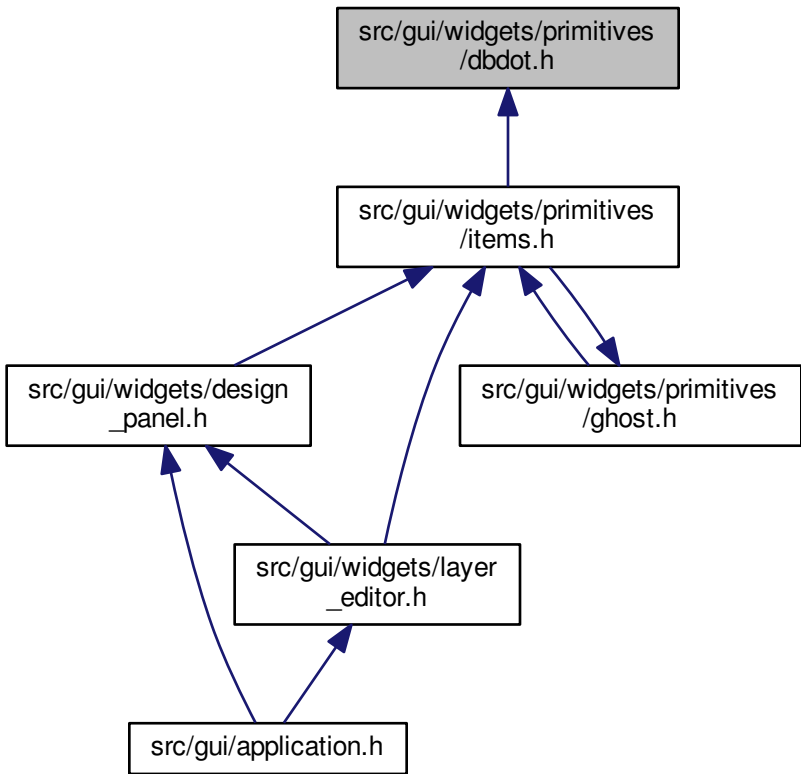 src/gui/widgets/primitives
/dbdot.h
src/gui/widgets/primitives
/items.h
src/gui/widgets/design
_panel.h
src/gui/widgets/primitives
/ghost.h
src/gui/widgets/layer
_editor.h
src/gui/application.h